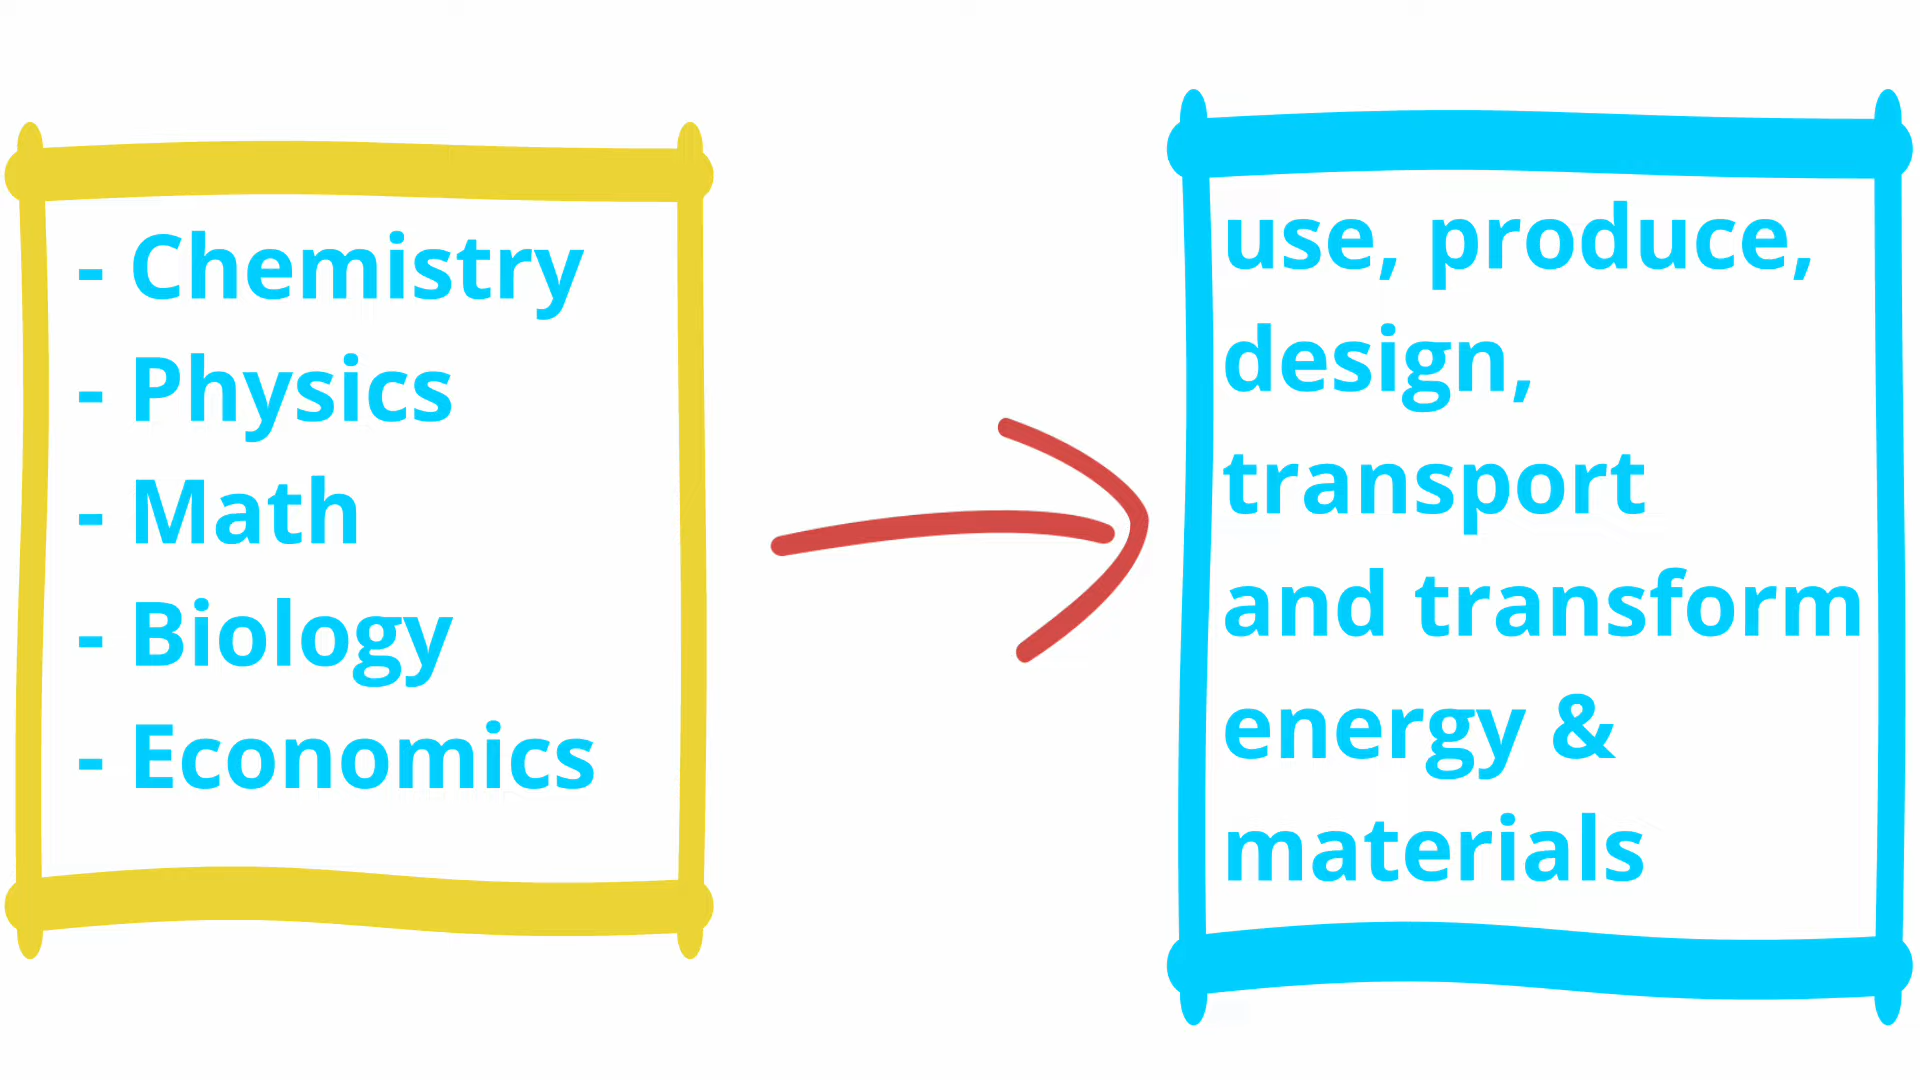 - Chemistry
- Physics
- Math
- Biology
- Economics
use, produce,
design,
transport
and transform
energy &
materials